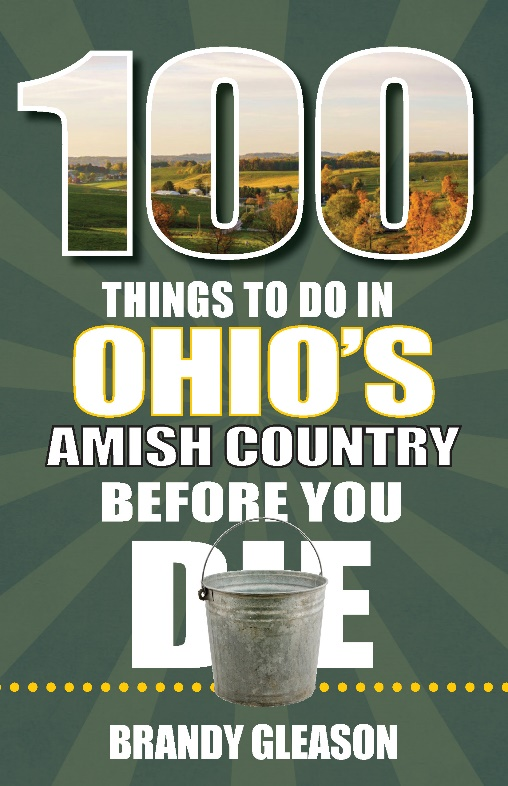 100
THINGS TO DO IN
OHIO'S
AMISH COUNTRY
BEFORE YOU
DIE
BRANDY GLEASON